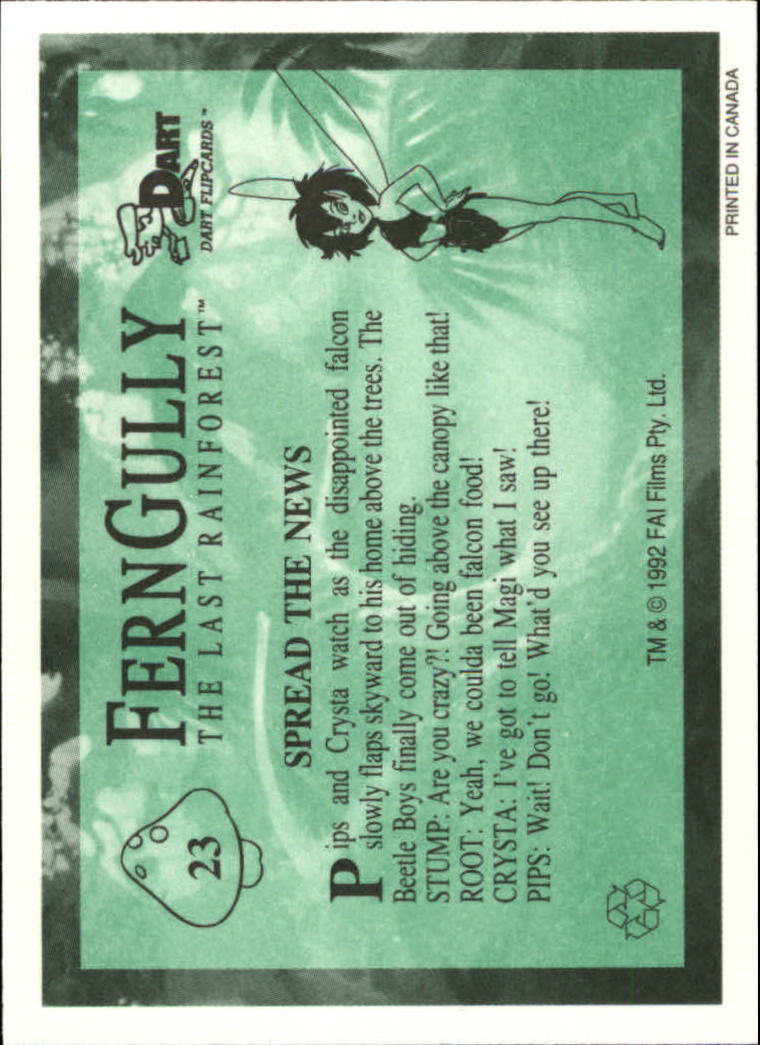 23
FERNGULLY
THE LAST RAINFOREST™
DART
DART FLIPCARDS™
SPREAD THE NEWS
Pips and Crysta watch as the disappointed falcon
slowly flaps skyward to his home above the trees. The
Beetle Boys finally come out of hiding.
STUMP: Are you crazy?! Going above the canopy like that!
ROOT: Yeah, we coulda been falcon food!
CRYSTA: I've got to tell Magi what I saw!
PIPS: Wait! Don't go! What'd you see up there!
TM & © 1992 FAI Films Pty. Ltd.
PRINTED IN CANADA